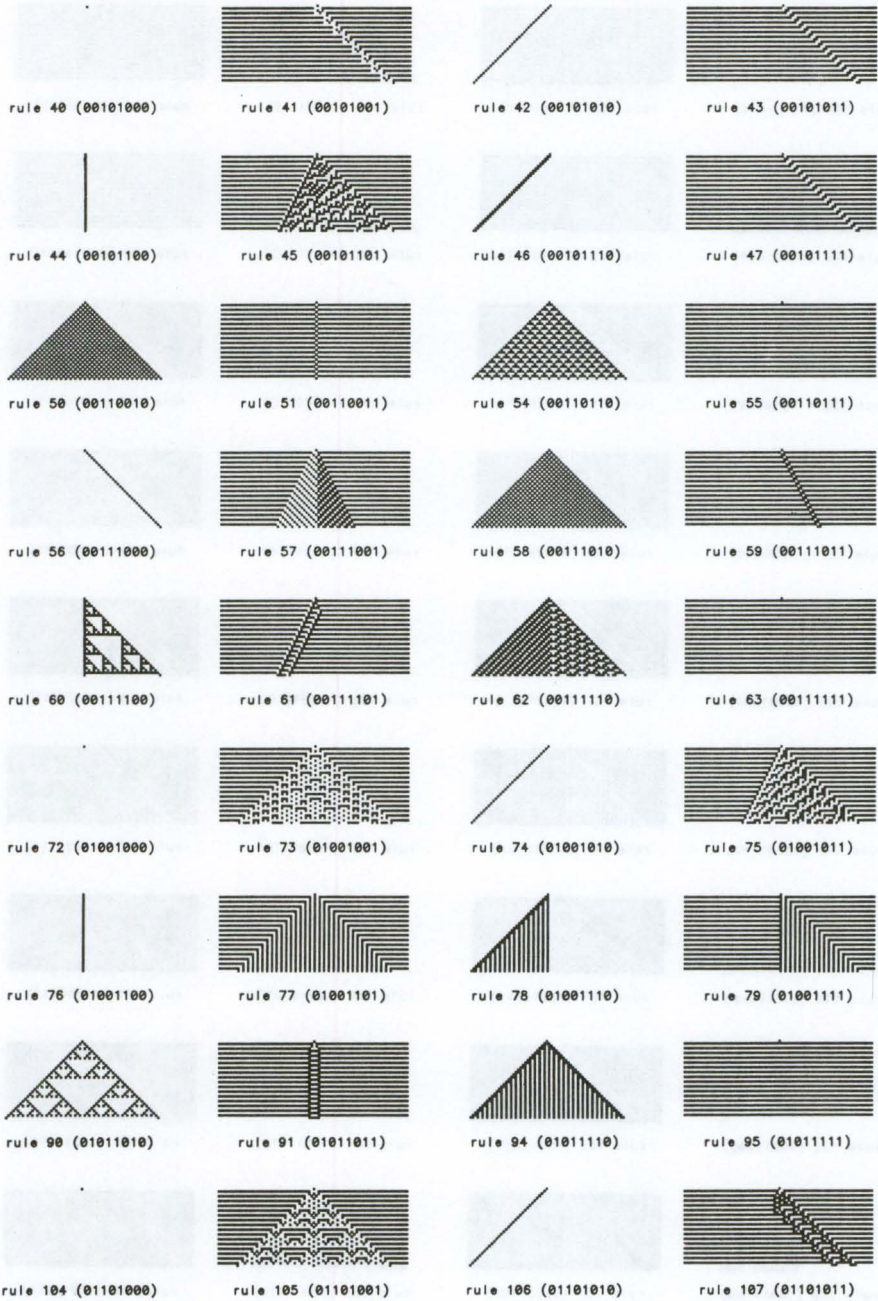 rule 40 (00101000) rule 41 (00101001) rule 42 (00101010) rule 43 (00101011)
rule 44 (00101100) rule 45 (00101101) rule 46 (00101110) rule 47 (00101111)
rule 50 (00110010) rule 51 (00110011) rule 54 (00110110) rule 55 (00110111)
rule 56 (00111000) rule 57 (00111001) rule 58 (00111010) rule 59 (00111011)
rule 60 (00111100) rule 61 (00111101) rule 62 (00111110) rule 63 (00111111)
rule 72 (01001000) rule 73 (01001001) rule 74 (01001010) rule 75 (01001011)
rule 76 (01001100) rule 77 (01001101) rule 78 (01001110) rule 79 (01001111)
rule 90 (01011010) rule 91 (01011011) rule 94 (01011110) rule 95 (01011111)
rule 104 (01101000) rule 105 (01101001) rule 106 (01101010) rule 107 (01101011)